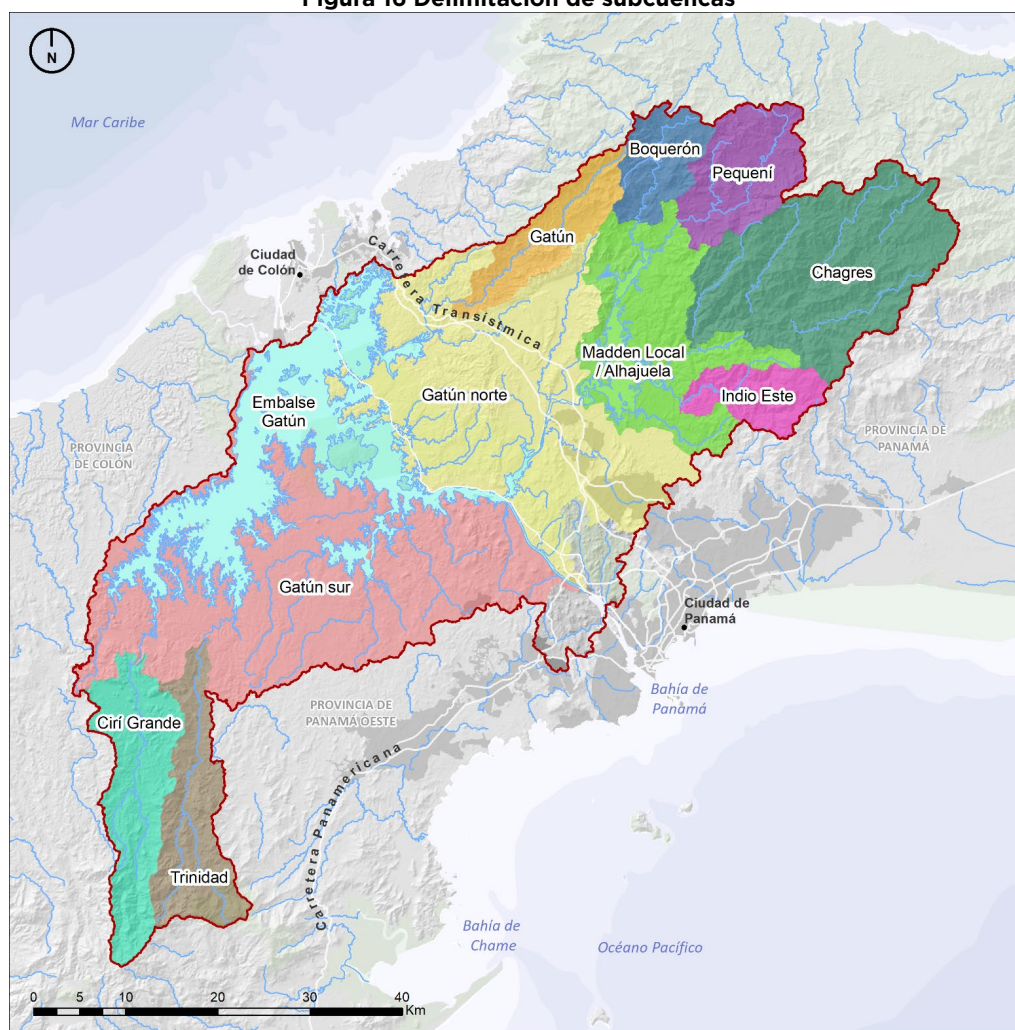 Figura 16 Delimitación de subcuencas
N
Mar Caribe
Boquerón
Pequení
Gatún
Chagres
Ciudad
de Colón
Carretera Transístmica
Madden Local
/ Alhajuela
Indio Este
Embalse
Gatún
Gatún norte
PROVINCIA
DE COLÓN
PROVINCIA DE
PANAMÁ
Gatún sur
Ciudad de
Panamá
Bahía de
Panamá
PROVINCIA DE
PANAMÁ OESTE
Cirí Grande
Carretera Panamericana
Trinidad
Bahía de
Chame
Océano Pacífico
0 5 10 20 30 40
Km